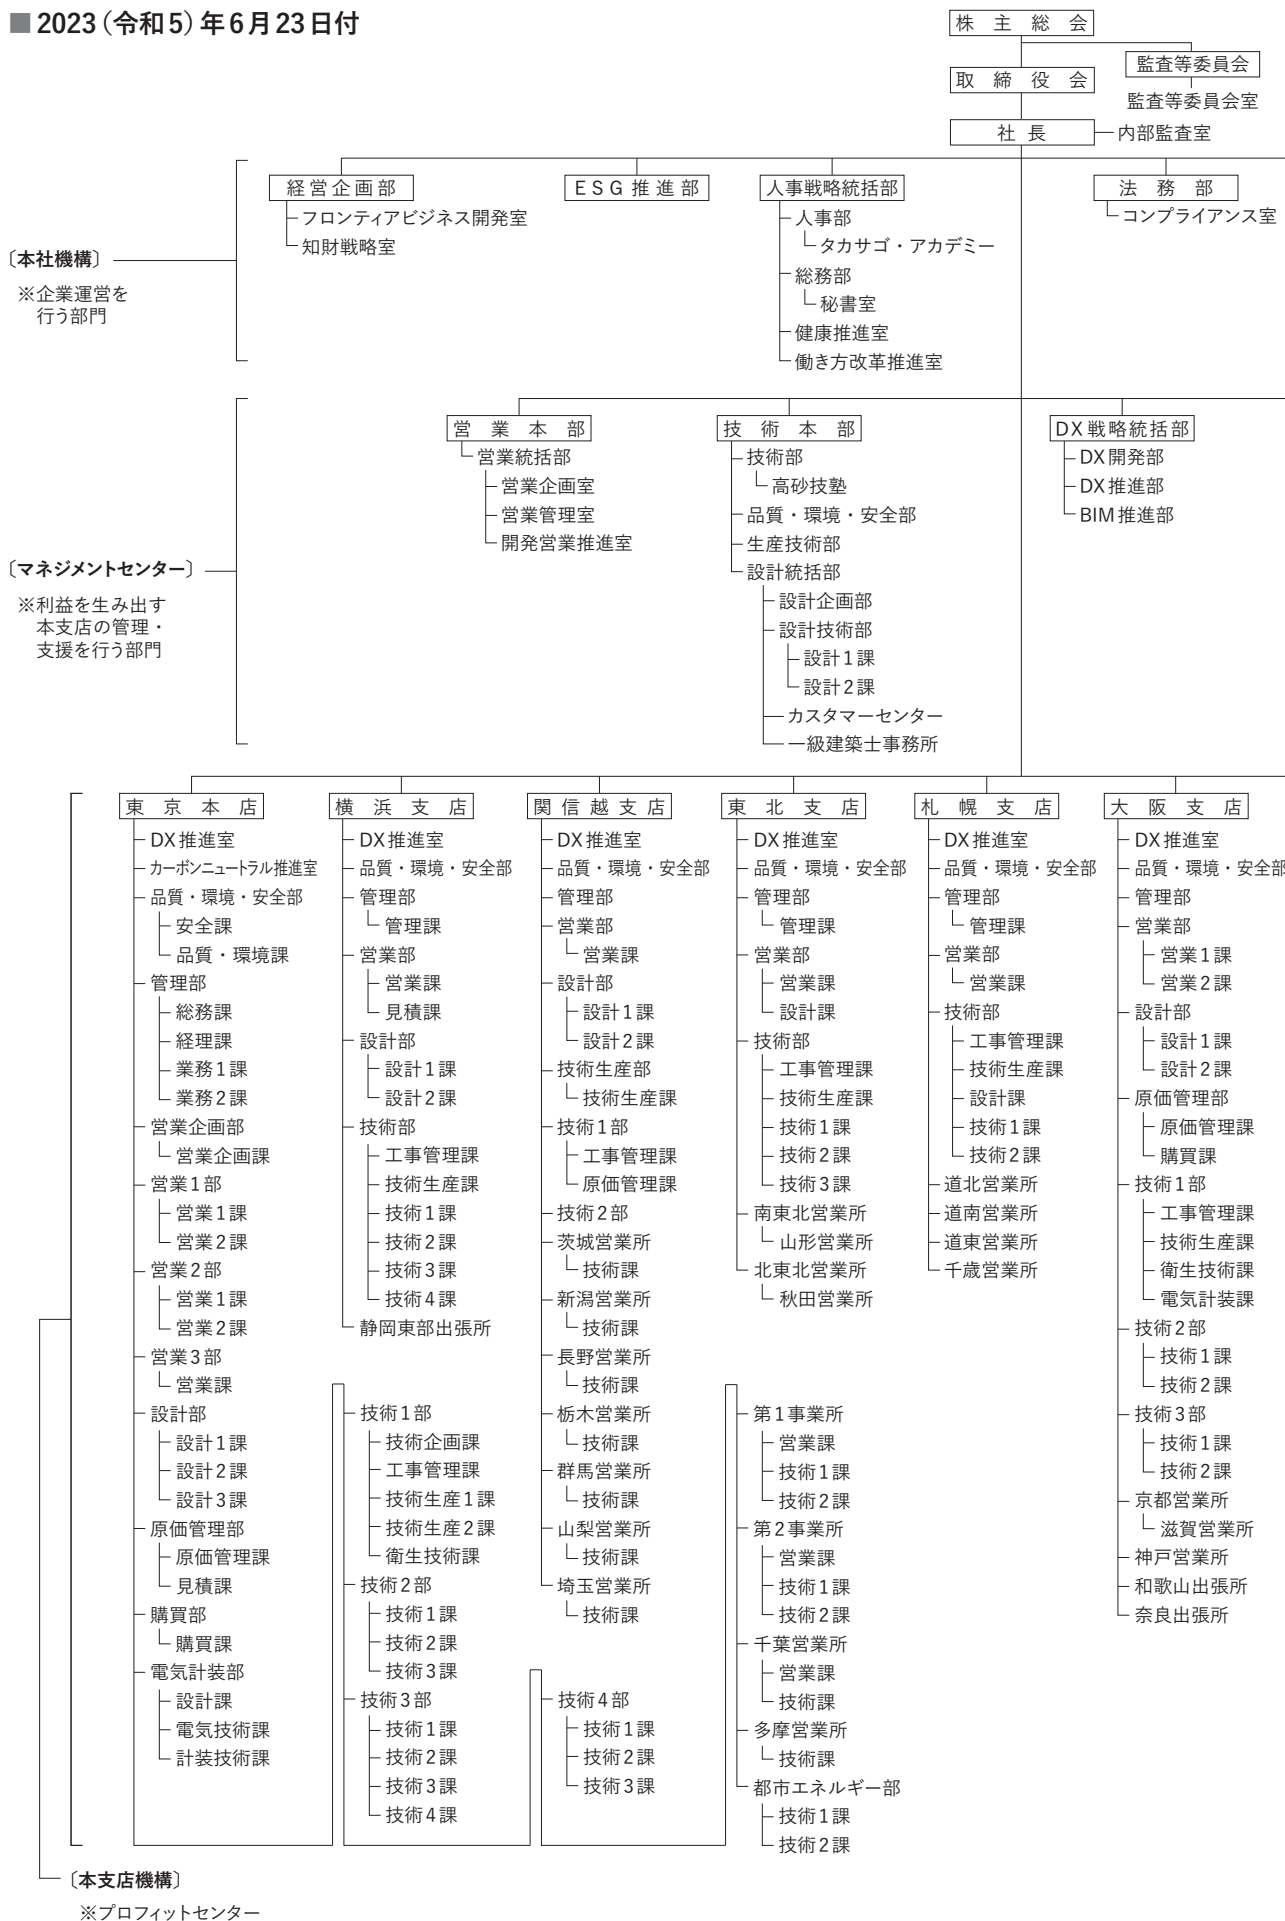 ■2023（令和5）年6月23日付
株主総会
監査等委員会
監査等委員会室
取締役会
社長
内部監査室
〔本社機構〕
※企業運営を
行う部門
経営企画部
フロンティアビジネス開発室
知財戦略室
ESG推進部
人事戦略統括部
人事部
タカサゴ・アカデミー
総務部
秘書室
健康推進室
働き方改革推進室
法務部
コンプライアンス室
〔マネジメントセンター〕
※利益を生み出す
本支店の管理・
支援を行う部門
営業本部
営業統括部
営業企画室
営業管理室
開発営業推進室
技術本部
技術部
高砂技塾
品質・環境・安全部
生産技術部
設計統括部
設計企画部
設計技術部
設計1課
設計2課
カスタマーセンター
一級建築士事務所
DX戦略統括部
DX開発部
DX推進部
BIM推進部
東京本店
DX推進室
カーボンニュートラル推進室
品質・環境・安全部
安全課
品質・環境課
管理部
総務課
経理課
業務1課
業務2課
営業企画部
営業企画課
営業1部
営業1課
営業2課
営業2部
営業1課
営業2課
営業3部
営業課
設計部
設計1課
設計2課
設計3課
原価管理部
原価管理課
見積課
購買部
購買課
電気計装部
設計課
電気技術課
計装技術課
技術1部
技術企画課
工事管理課
技術生産1課
技術生産2課
衛生技術課
技術2部
技術1課
技術2課
技術3課
技術3部
技術1課
技術2課
技術3課
技術4課
技術4部
技術1課
技術2課
技術3課
第1事業所
営業課
技術1課
技術2課
第2事業所
営業課
技術1課
技術2課
千葉営業所
営業課
技術課
多摩営業所
技術課
都市エネルギー部
技術1課
技術2課
横浜支店
DX推進室
品質・環境・安全部
管理部
管理課
営業部
営業課
見積課
設計部
設計1課
設計2課
技術部
工事管理課
技術生産課
技術1課
技術2課
技術3課
技術4課
静岡東部出張所
関信越支店
DX推進室
品質・環境・安全部
管理部
営業部
営業課
設計部
設計1課
設計2課
技術生産部
技術生産課
技術1部
工事管理課
原価管理課
技術2部
茨城営業所
技術課
新潟営業所
技術課
長野営業所
技術課
栃木営業所
技術課
群馬営業所
技術課
山梨営業所
技術課
埼玉営業所
技術課
東北支店
DX推進室
品質・環境・安全部
管理部
管理課
営業部
営業課
設計課
技術部
工事管理課
技術生産課
技術1課
技術2課
技術3課
南東北営業所
山形営業所
北東北営業所
秋田営業所
札幌支店
DX推進室
品質・環境・安全部
管理部
管理課
営業部
営業課
技術部
工事管理課
技術生産課
設計課
技術1課
技術2課
道北営業所
道南営業所
道東営業所
千歳営業所
大阪支店
DX推進室
品質・環境・安全部
管理部
営業部
営業1課
営業2課
設計部
設計1課
設計2課
原価管理部
原価管理課
購買課
技術1部
工事管理課
技術生産課
衛生技術課
電気計装課
技術2部
技術1課
技術2課
技術3部
技術1課
技術2課
京都営業所
滋賀営業所
神戸営業所
和歌山出張所
奈良出張所
〔本支店機構〕
※プロフィットセンター